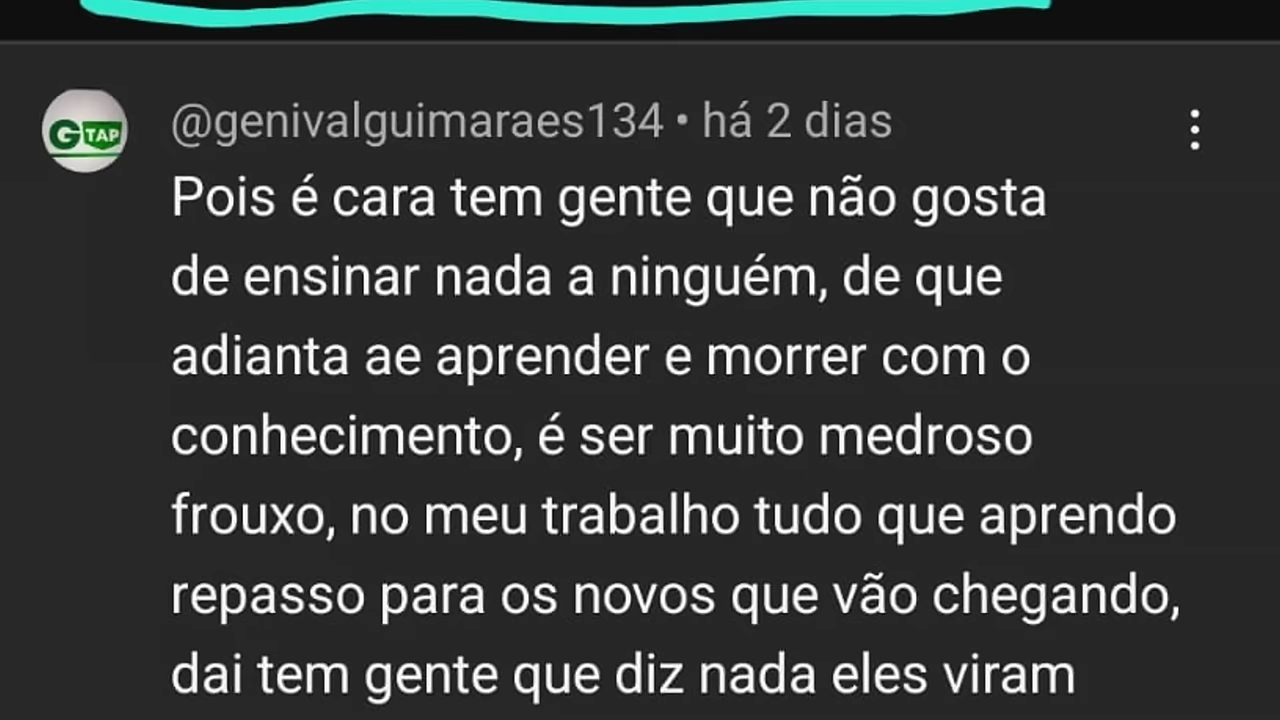 G TAP
@genivalguimaraes134 • há 2 dias
Pois é cara tem gente que não gosta
de ensinar nada a ninguém, de que
adianta ae aprender e morrer com o
conhecimento, é ser muito medroso
frouxo, no meu trabalho tudo que aprendo
repasso para os novos que vão chegando,
dai tem gente que diz nada eles viram